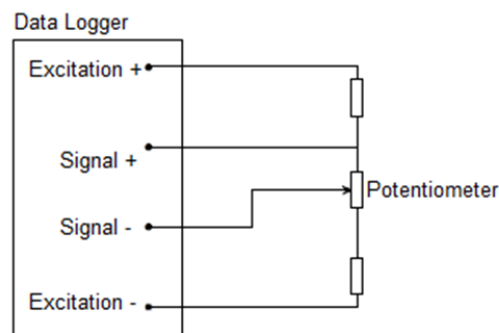 Data Logger
Excitation +
Signal +
Potentiometer
Signal -
Excitation -